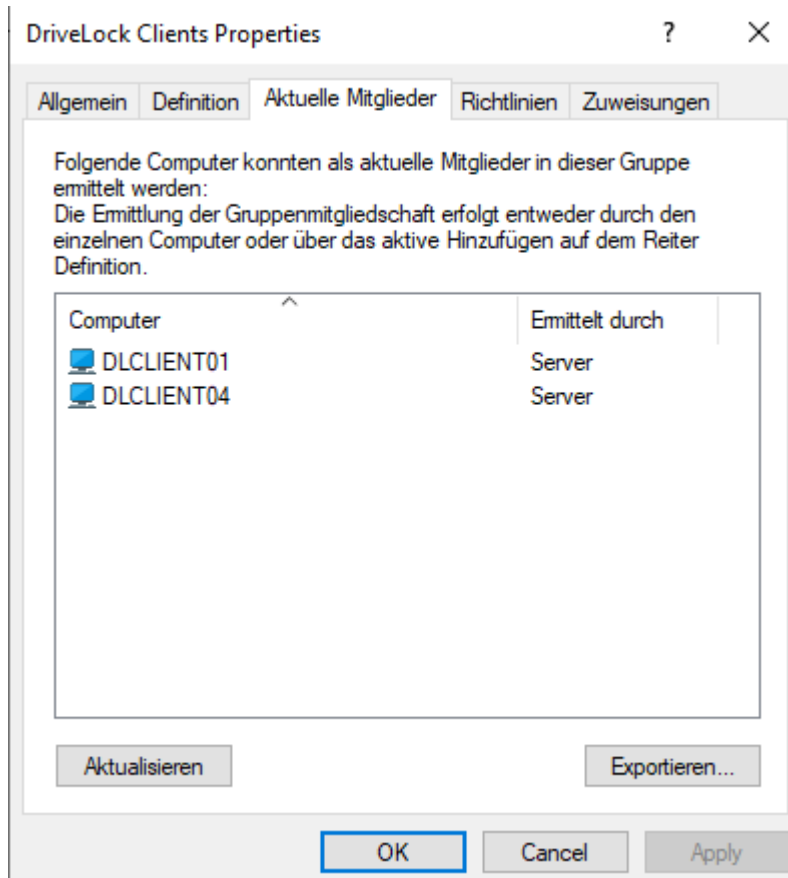 DriveLock Clients Properties
?
Allgemein Definition Aktuelle Mitglieder Richtlinien Zuweisungen
Folgende Computer konnten als aktuelle Mitglieder in dieser Gruppe
ermittelt werden:
Die Ermittlung der Gruppenmitgliedschaft erfolgt entweder durch den
einzelnen Computer oder über das aktive Hinzufügen auf dem Reiter
Definition.
Computer Ermittelt durch
DLCLIENT01 Server
DLCLIENT04 Server
Aktualisieren Exportieren...
OK Cancel Apply